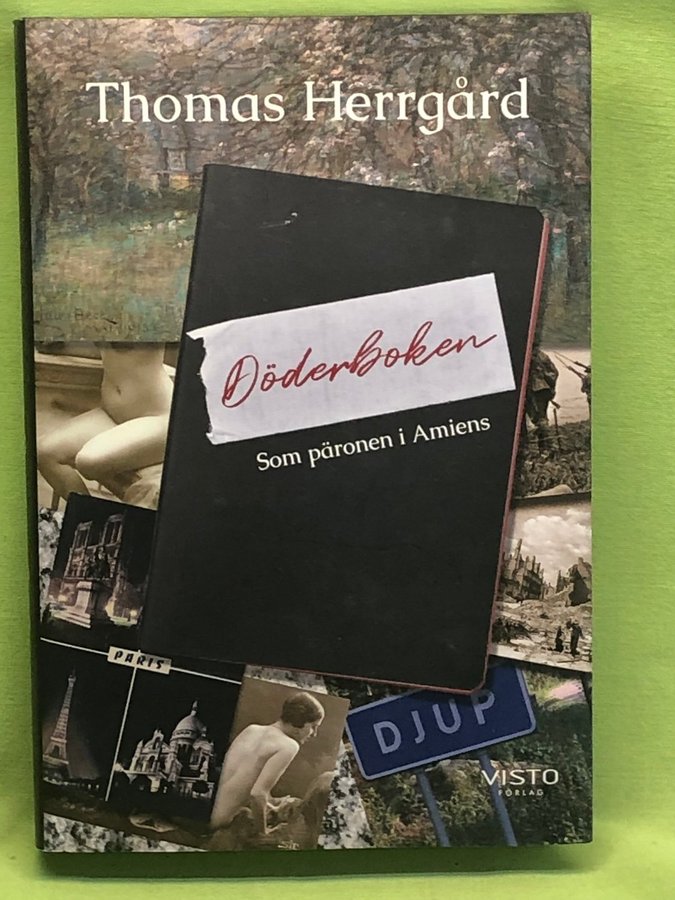 Thomas Herrgård
Döderboken
Som päronen i Amiens
PARIS
DJUP
VISTO
FÖRLAG